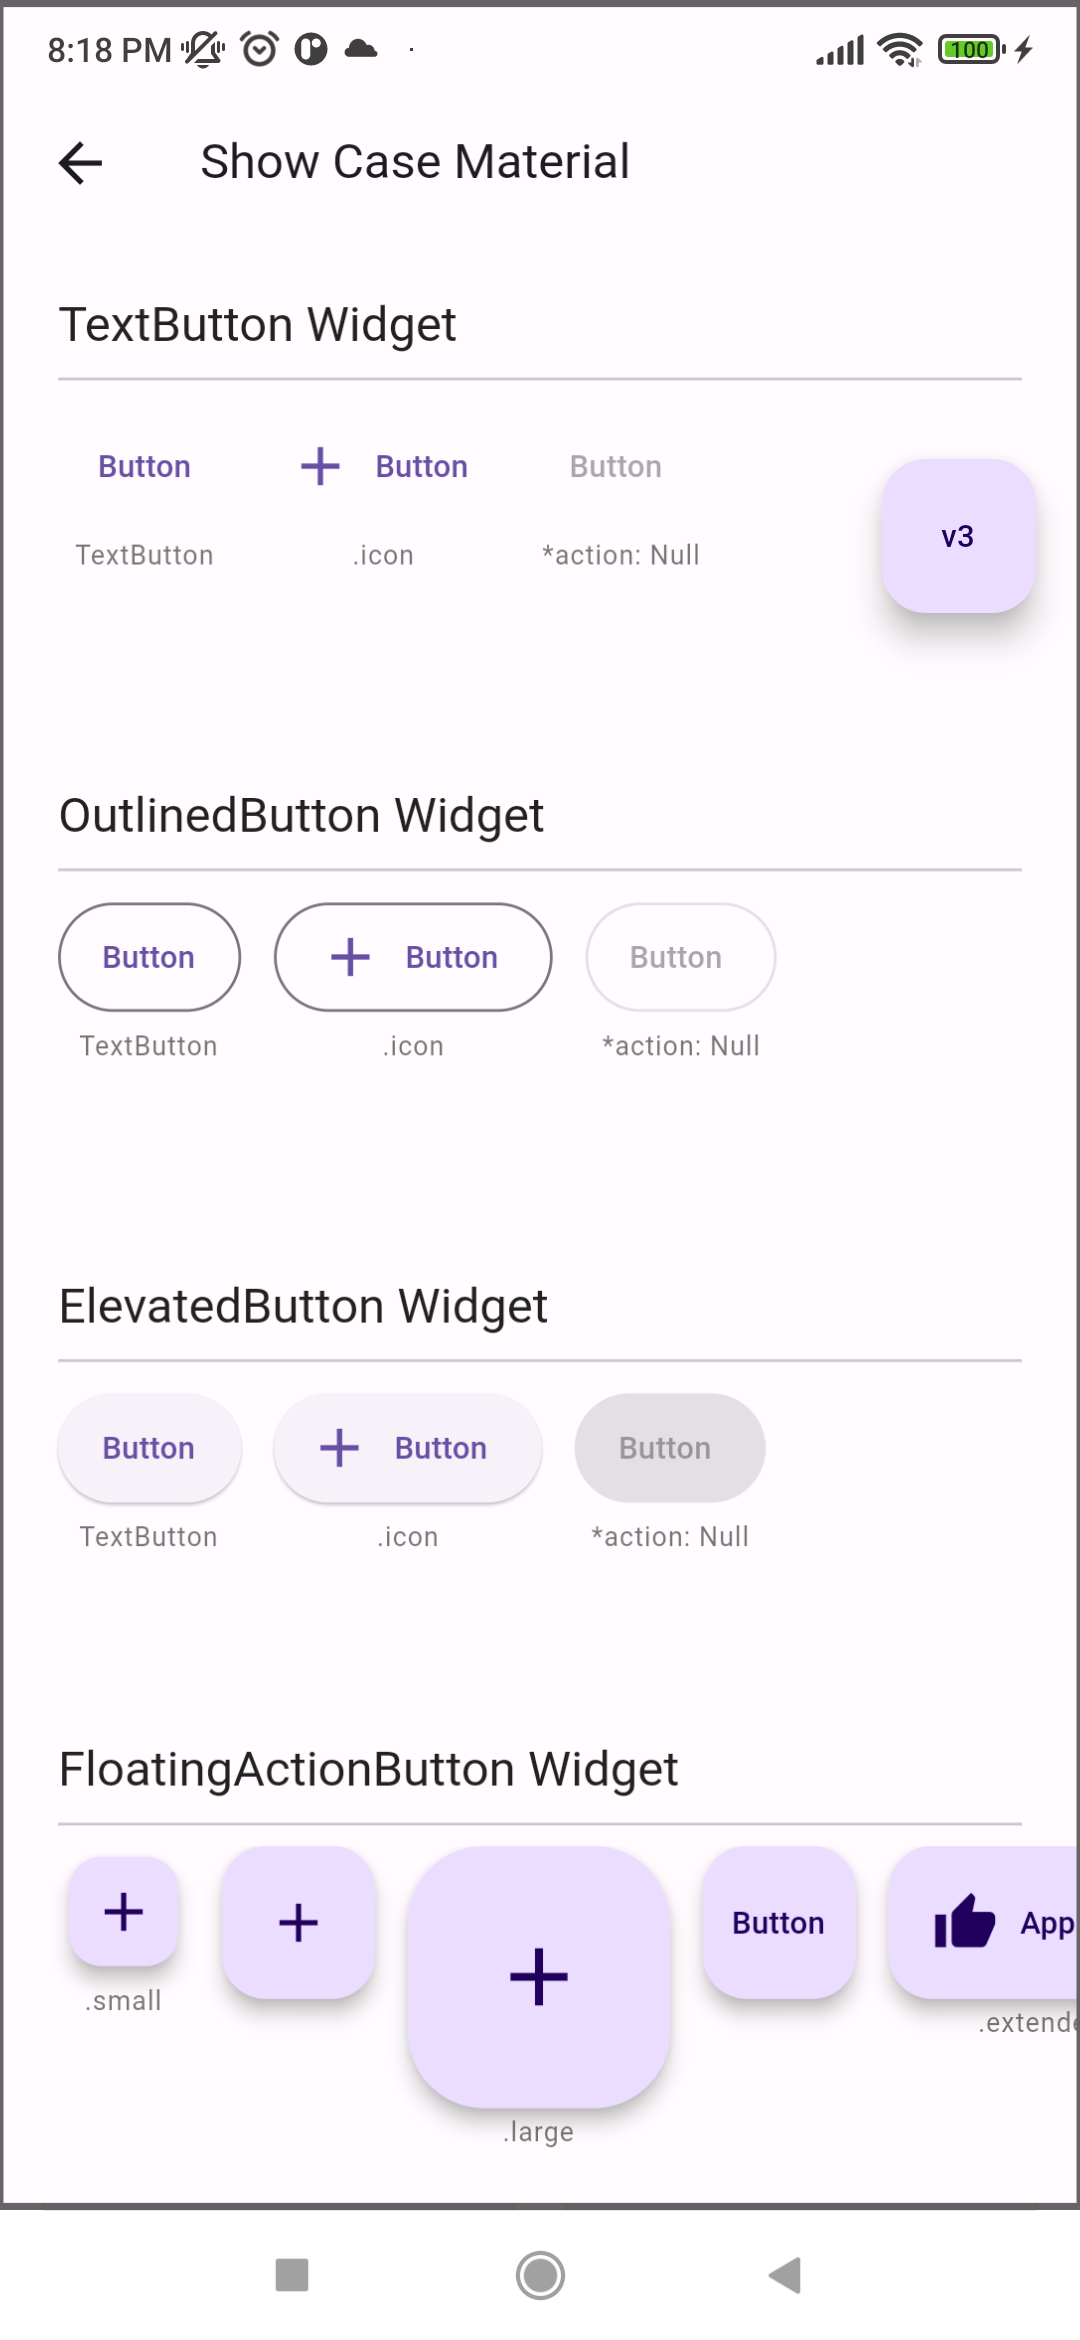 8:18 PM
100
Show Case Material
TextButton Widget
Button
Button
Button
v3
TextButton
.icon
*action: Null
OutlinedButton Widget
Button
Button
Button
TextButton
.icon
*action: Null
ElevatedButton Widget
Button
Button
Button
TextButton
.icon
*action: Null
FloatingActionButton Widget
Button
App
.small
.extende
.large